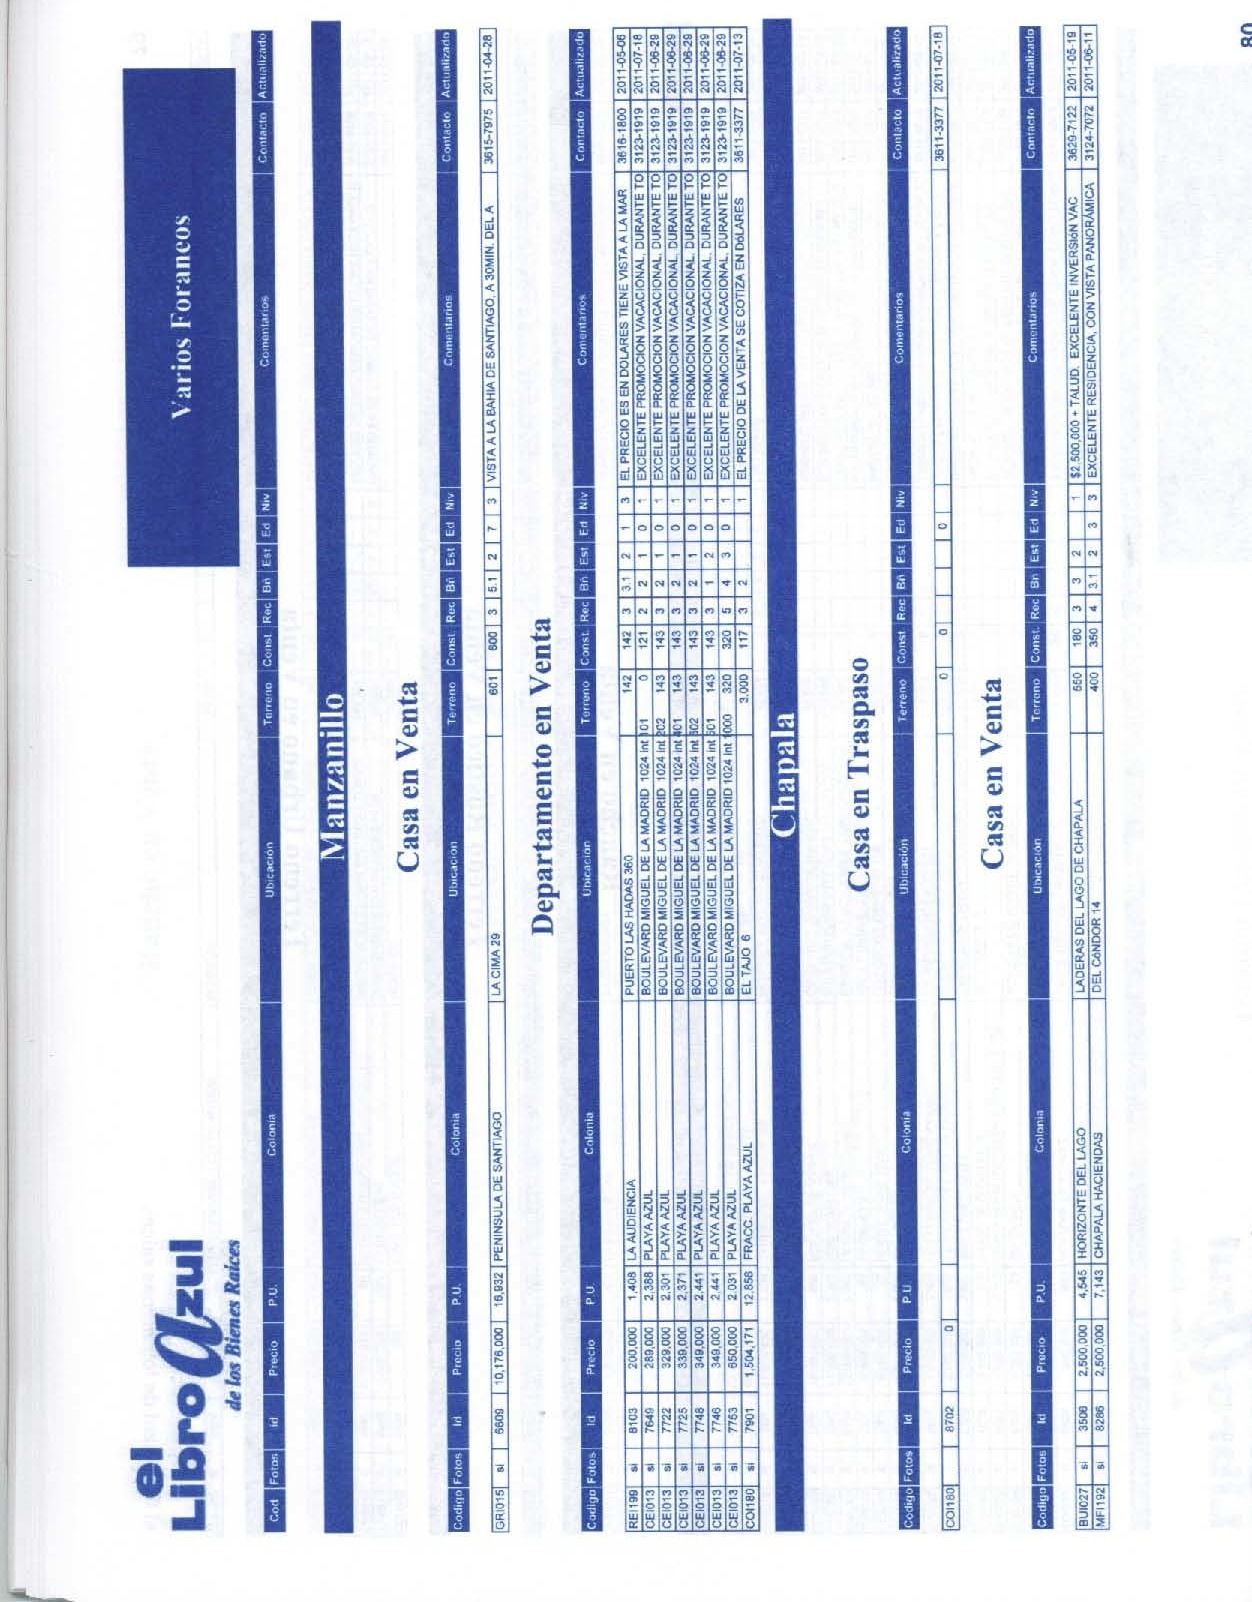 el
Libro azul
de los Bienes Raíces
Varios Foraneos
Cod Fotos Id Precio P.U. Colonia Ubicación Terreno Const. Rec Bñ Est Ed Niv Comentarios Contacto Actualizado
Manzanillo
Casa en Venta
Codigo Fotos Id Precio P.U. Colonia Ubicación Terreno Const. Rec Bñ Est Ed Niv Comentarios Contacto Actualizado
GRI015 si 6609 10,176,000 16,932 PENINSULA DE SANTIAGO LA CIMA 29 601 600 3 5.1 2 7 3 VISTA A LA BAHIA DE SANTIAGO, A 30MIN. DEL A 3615-7975 2011-04-28
Departamento en Venta
Codigo Fotos Id Precio P.U. Colonia Ubicación Terreno Const. Rec Bñ Est Ed Niv Comentarios Contacto Actualizado
REI199 si 8103 200,000 1,408 LA AUDIENCIA PUERTO LAS HADAS 360 142 142 3 3.1 2 1 3 EL PRECIO ES EN DOLARES TIENE VISTA A LA MAR 3616-1800 2011-05-06
CEI013 si 7649 289,000 2,388 PLAYA AZUL BOULEVARD MIGUEL DE LA MADRID 1024 int 101 0 121 2 2 1 0 1 EXCELENTE PROMOCION VACACIONAL, DURANTE TO 3123-1919 2011-07-18
CEI013 si 7722 329,000 2,301 PLAYA AZUL BOULEVARD MIGUEL DE LA MADRID 1024 int 202 143 143 3 2 1 0 1 EXCELENTE PROMOCION VACACIONAL, DURANTE TO 3123-1919 2011-06-29
CEI013 si 7725 339,000 2,371 PLAYA AZUL BOULEVARD MIGUEL DE LA MADRID 1024 int 401 143 143 3 2 1 0 1 EXCELENTE PROMOCION VACACIONAL, DURANTE TO 3123-1919 2011-06-29
CEI013 si 7748 349,000 2,441 PLAYA AZUL BOULEVARD MIGUEL DE LA MADRID 1024 int 502 143 143 3 2 1 0 1 EXCELENTE PROMOCION VACACIONAL, DURANTE TO 3123-1919 2011-06-29
CEI013 si 7746 349,000 2,441 PLAYA AZUL BOULEVARD MIGUEL DE LA MADRID 1024 int 501 143 143 3 1 2 0 1 EXCELENTE PROMOCION VACACIONAL, DURANTE TO 3123-1919 2011-06-29
CEI013 si 7753 650,000 2,031 PLAYA AZUL BOULEVARD MIGUEL DE LA MADRID 1024 int 1000 320 320 5 4 3 0 1 EXCELENTE PROMOCION VACACIONAL, DURANTE TO 3123-1919 2011-06-29
COI180 si 7901 1,504,171 12,856 FRACC. PLAYA AZUL EL TAJO 6 3,000 117 3 2 1 EL PRECIO DE LA VENTA SE COTIZA EN DóLARES 3611-3377 2011-07-13
Chapala
Casa en Traspaso
Codigo Fotos Id Precio P.U. Colonia Ubicación Terreno Const Rec Bñ Est Ed Niv Comentarios Contacto Actualizado
COI180 8702 0 0 0 0 3611-3377 2011-07-18
Casa en Venta
Codigo Fotos Id Precio P.U. Colonia Ubicación Terreno Const. Rec Bñ Est Ed Niv Comentarios Contacto Actualizado
BUI027 si 3506 2,500,000 4,545 HORIZONTE DEL LAGO LADERAS DEL LAGO DE CHAPALA 550 180 3 3 2 1 $2,500,000 + TALUD, EXCELENTE INVERSIóN VAC 3629-7122 2011-05-19
MFI192 si 8286 2,500,000 7,143 CHAPALA HACIENDAS DEL CóNDOR 14 400 350 4 3.1 2 3 3 EXCELENTE RESIDENCIA, CON VISTA PANORÁMICA 3124-7072 2011-06-11
80